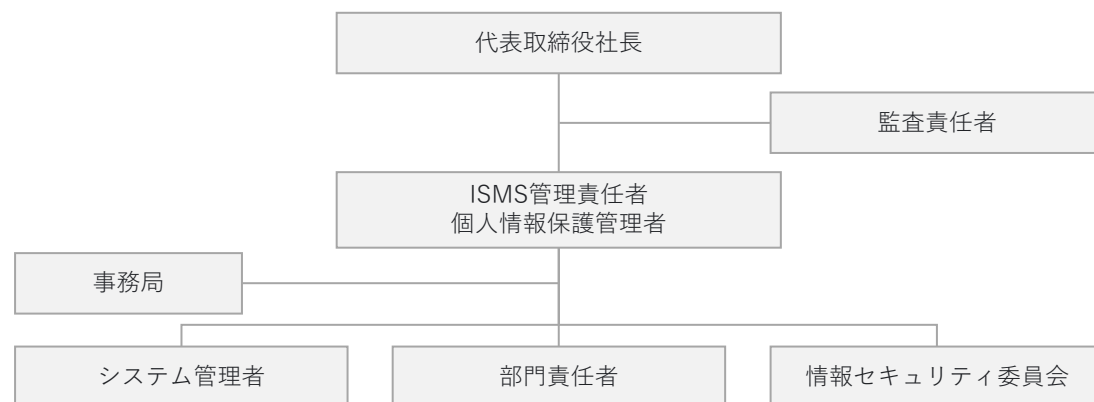 代表取締役社長
監査責任者
ISMS管理責任者
個人情報保護管理者
事務局
システム管理者
部門責任者
情報セキュリティ委員会